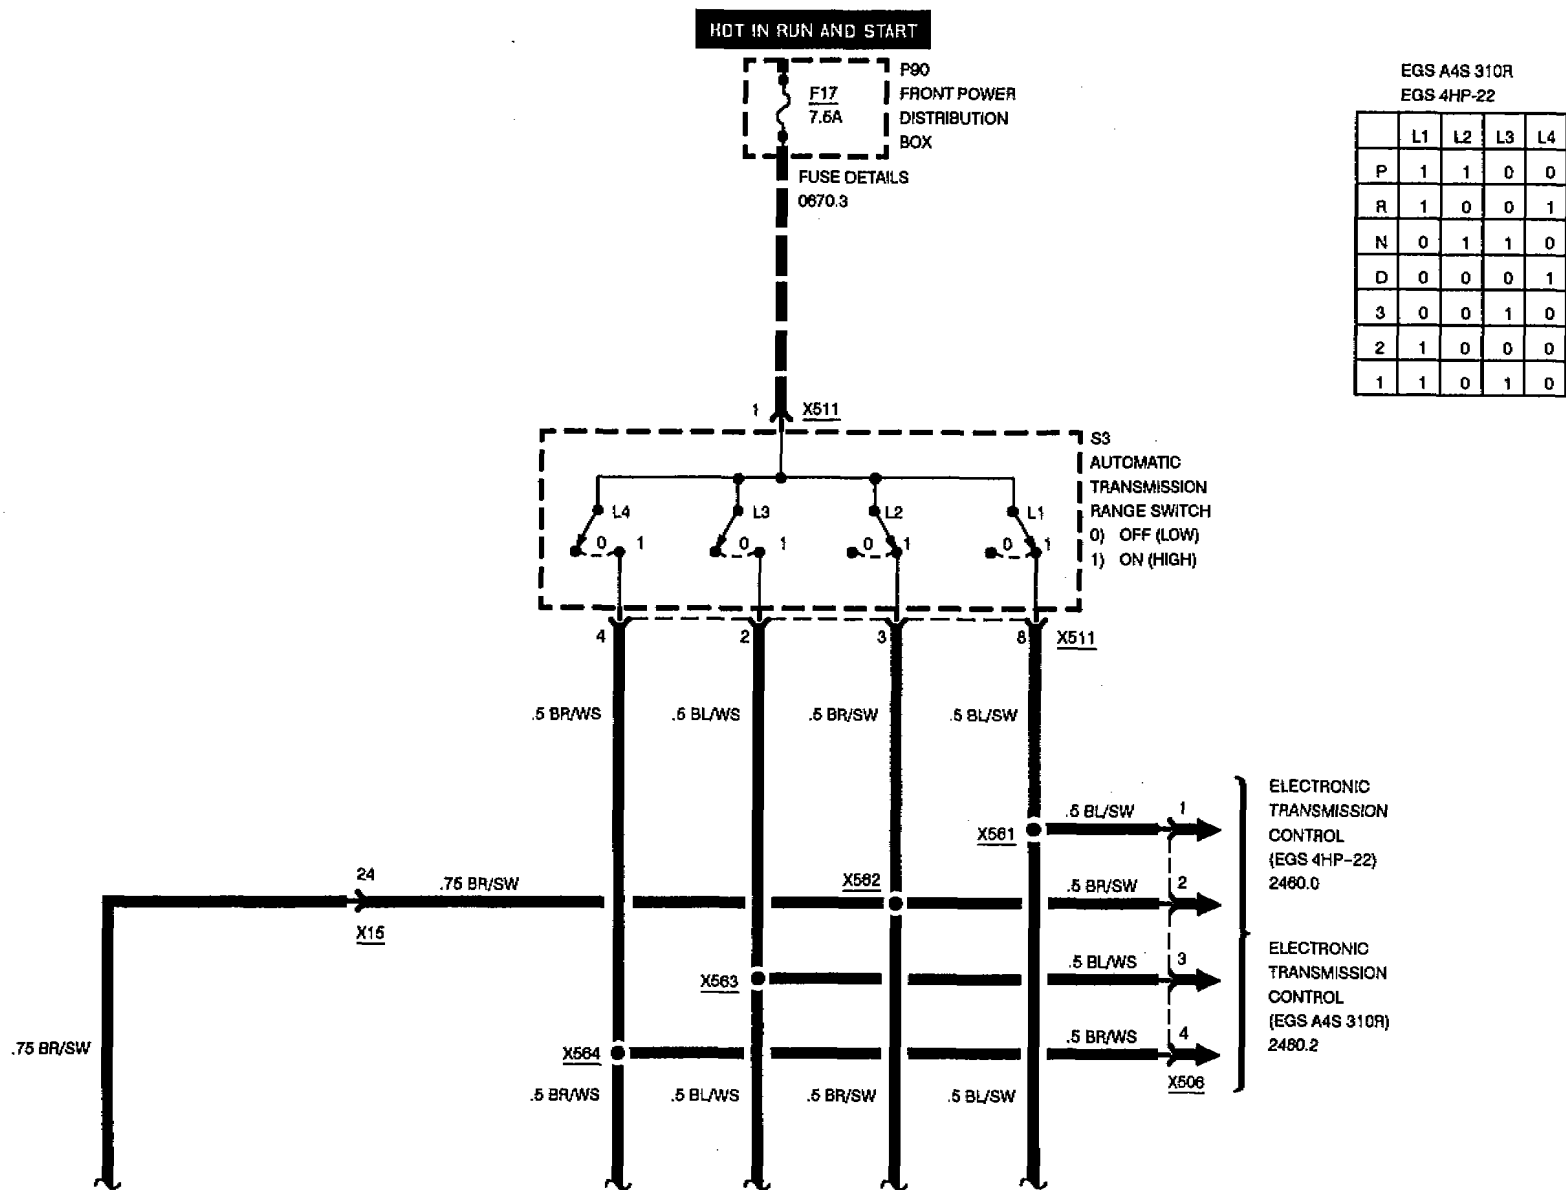 HOT IN RUN AND START
P90
FRONT POWER
DISTRIBUTION
BOX
F17
7.5A
FUSE DETAILS
0670.3
EGS A4S 310R
EGS 4HP-22
L1 L2 L3 L4
P 1 1 0 0
R 1 0 0 1
N 0 1 1 0
D 0 0 0 1
3 0 0 1 0
2 1 0 0 0
1 1 0 1 0
1 X511
S3
AUTOMATIC
TRANSMISSION
RANGE SWITCH
0) OFF (LOW)
1) ON (HIGH)
L4 L3 L2 L1
0 1 0 1 0 1 0 1
4 2 3 8 X511
.5 BR/WS .5 BL/WS .5 BR/SW .5 BL/SW
X561 .5 BL/SW 1
24 .75 BR/SW X562 .5 BR/SW 2
X15
X563 .5 BL/WS 3
X564 .5 BR/WS 4
X506
ELECTRONIC
TRANSMISSION
CONTROL
(EGS 4HP-22)
2460.0
ELECTRONIC
TRANSMISSION
CONTROL
(EGS A4S 310R)
2460.2
.75 BR/SW
.5 BR/WS .5 BL/WS .5 BR/SW .5 BL/SW